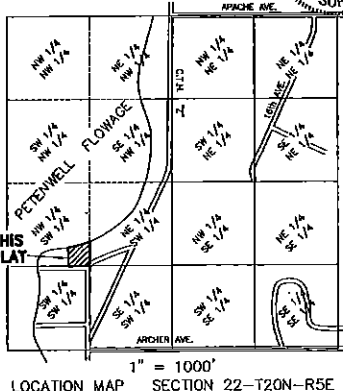 APACHE AVE.
NW 1/4
NW 1/4
NE 1/4
NW 1/4
NW 1/4
NE 1/4
NE 1/4
NE 1/4
C.T.H.
"Z"
16th AVE.
SW 1/4
NW 1/4
SE 1/4
NW 1/4
SW 1/4
NE 1/4
SE 1/4
NE 1/4
PETENWELL FLOWAGE
NW 1/4
SW 1/4
NE 1/4
SW 1/4
NW 1/4
SE 1/4
NE 1/4
SE 1/4
HIS
LAT
SW 1/4
SW 1/4
SE 1/4
SW 1/4
SW 1/4
SE 1/4
SE 1/4
SE 1/4
ARCHER AVE.
1" = 1000'
LOCATION MAP SECTION 22-T20N-R5E